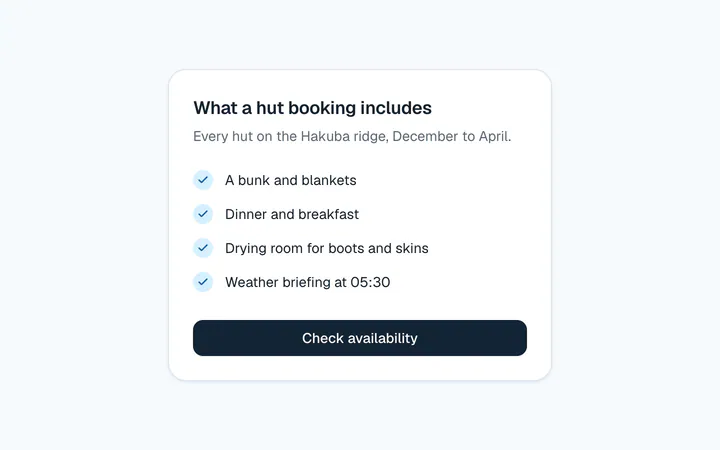 What a hut booking includes
Every hut on the Hakuba ridge, December to April.
A bunk and blankets
Dinner and breakfast
Drying room for boots and skins
Weather briefing at 05:30
Check availability